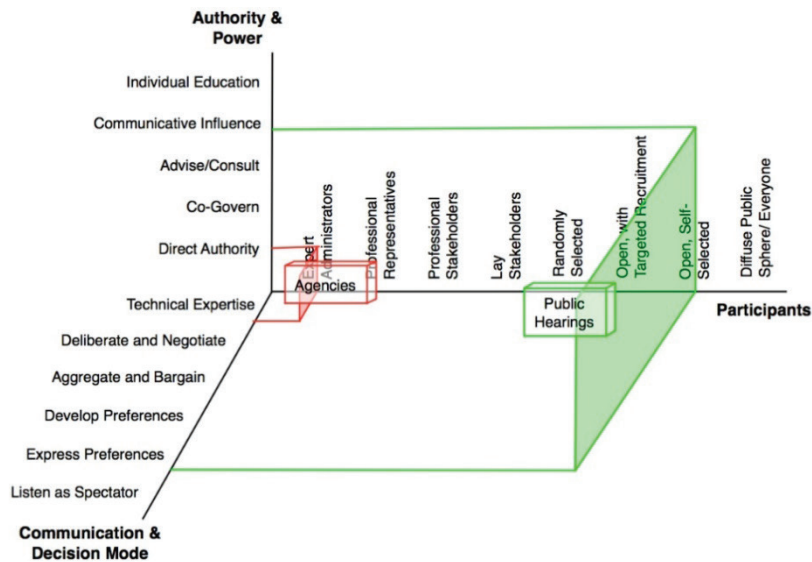 Authority &
Power
Individual Education
Communicative Influence
Advise/Consult
Co-Govern
Direct Authority
Expert
Administrators
Professional
Representatives
Professional
Stakeholders
Lay
Stakeholders
Randomly
Selected
Open, with
Targeted Recruitment
Open, Self-
Selected
Diffuse Public
Sphere/ Everyone
Agencies
Public
Hearings
Participants
Technical Expertise
Deliberate and Negotiate
Aggregate and Bargain
Develop Preferences
Express Preferences
Listen as Spectator
Communication &
Decision Mode